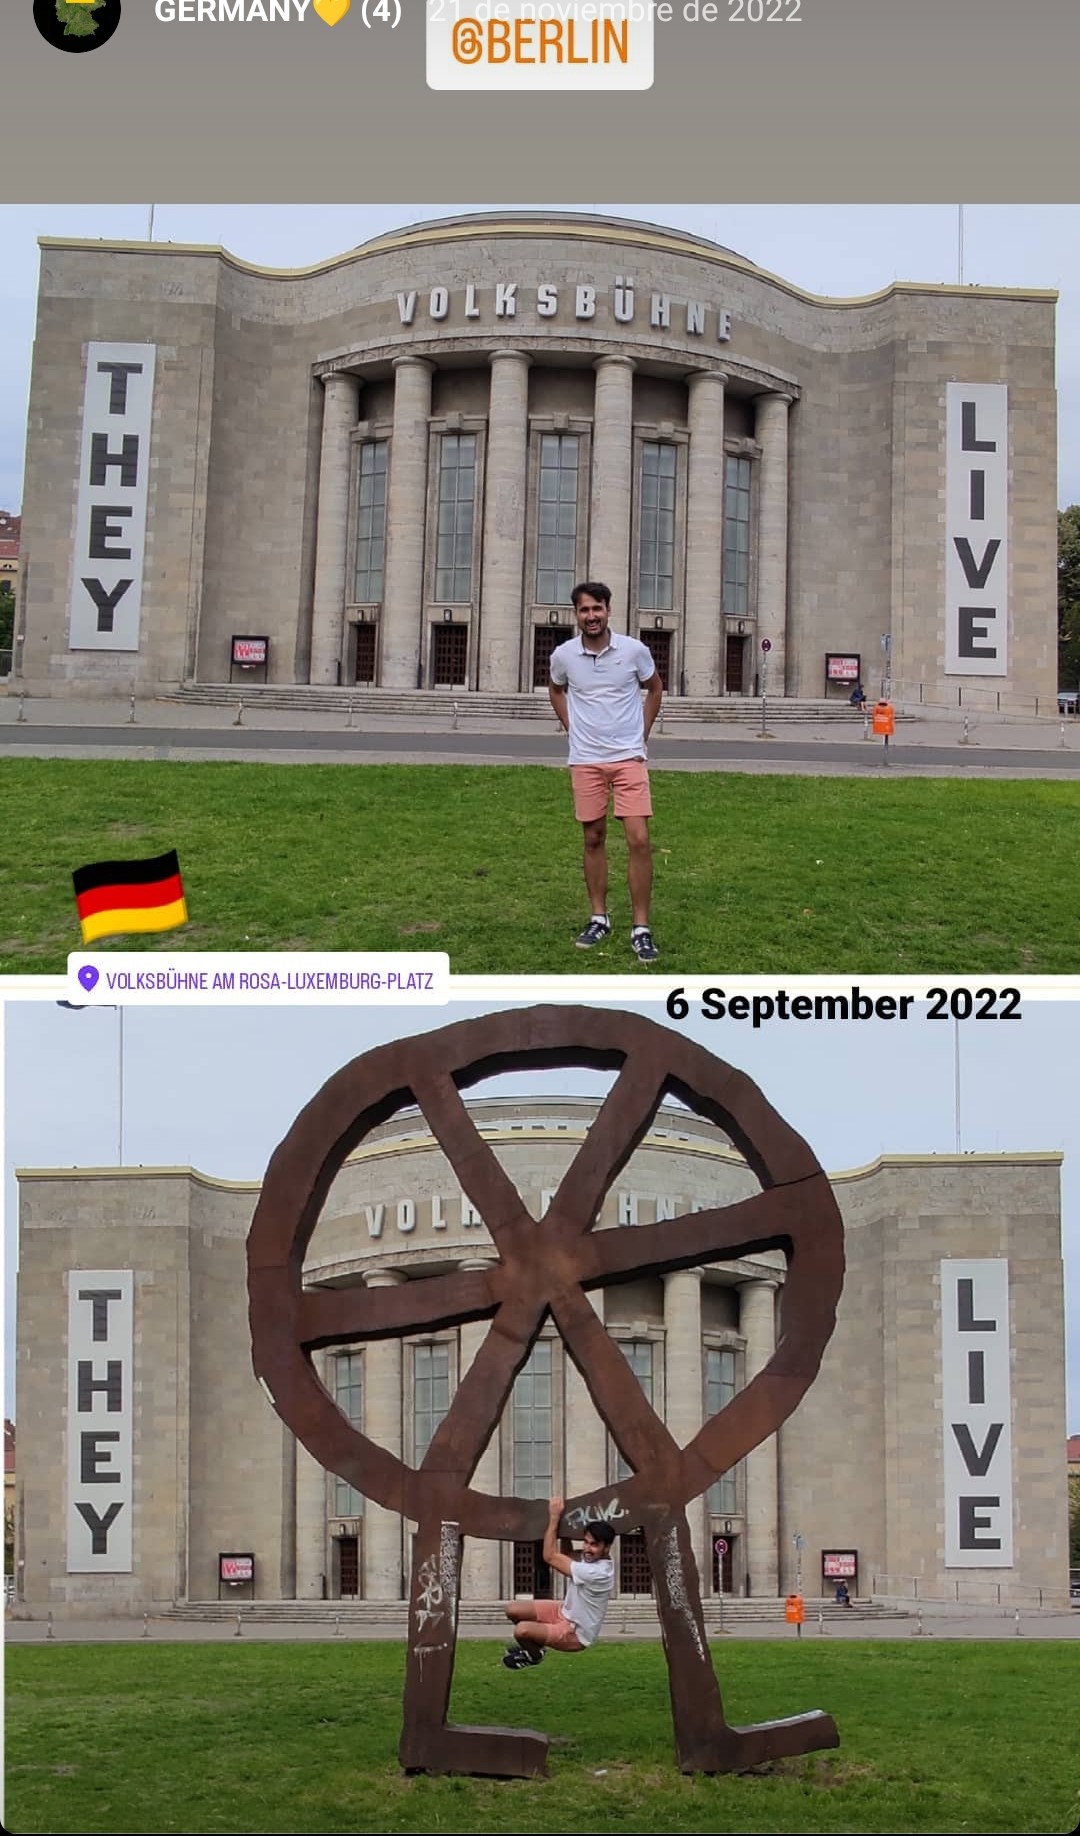 GERMANY💛 (4) 21 de noviembre de 2022
@BERLIN
VOLKSBÜHNE
THEY
LIVE
VOLKSBÜHNE AM ROSA-LUXEMBURG-PLATZ
6 September 2022
THEY
LIVE